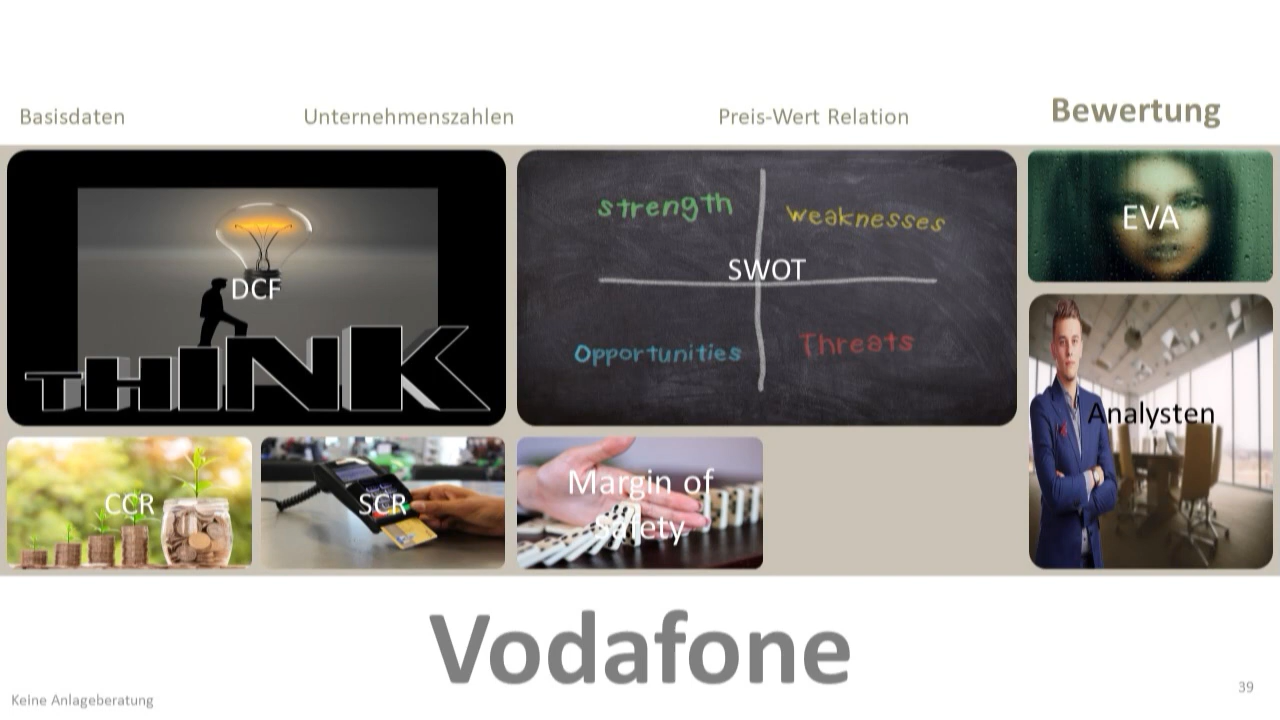 Basisdaten
Unternehmenszahlen
Preis-Wert Relation
Bewertung
DCF
THINK
strength
weaknesses
SWOT
Opportunities
Threats
EVA
Analysten
CCR
SCR
Margin of
Safety
Vodafone
Keine Anlageberatung
39